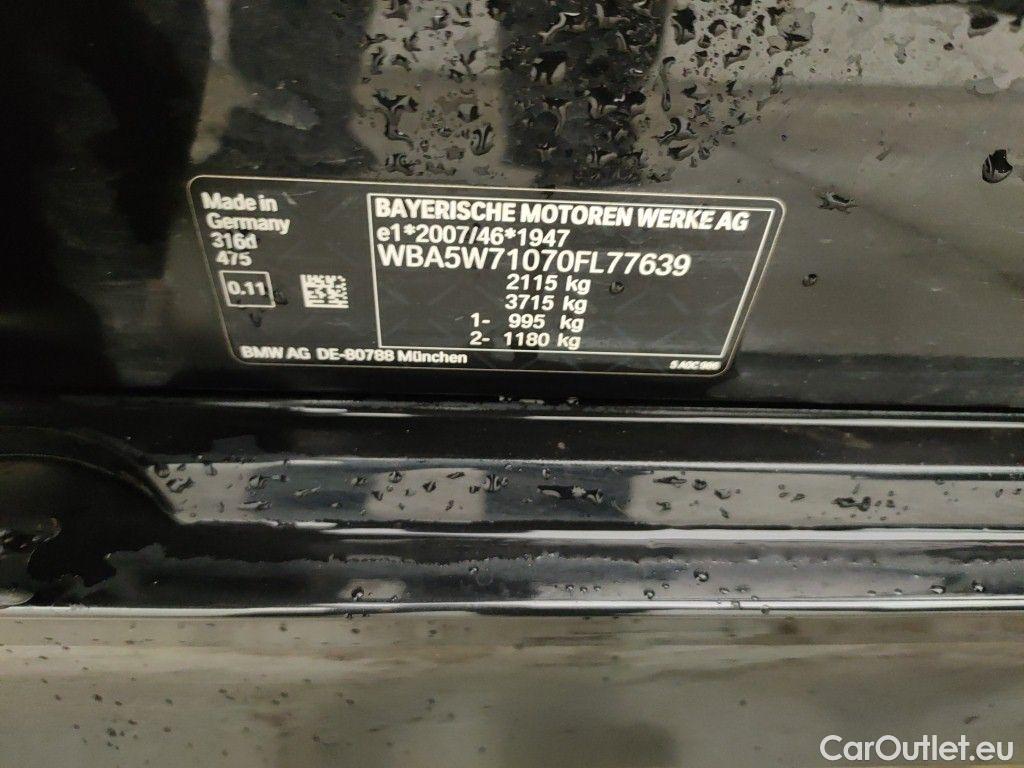 Made in
Germany
316d
475
0.11
BAYERISCHE MOTOREN WERKE AG
e1*2007/46*1947
WBA5W71070FL77639
2115 kg
3715 kg
1- 995 kg
2- 1180 kg
BMW AG DE-80788 München
CarOutlet.eu